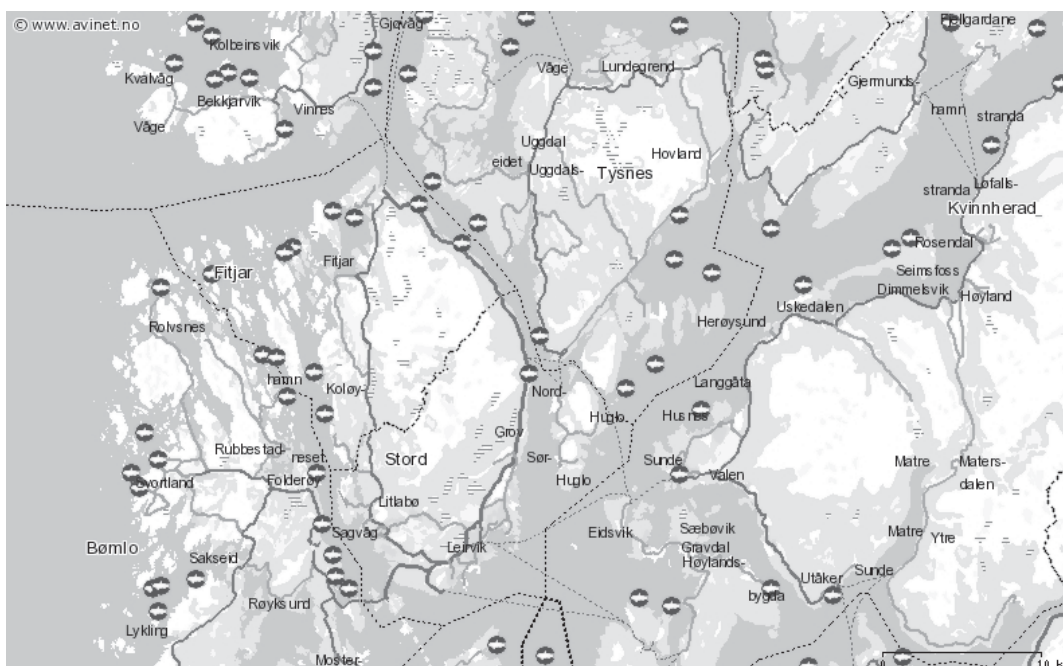 © www.avinet.no
Gjøvåg
Fjellgardane
Kolbeinsvik
Våge
Lundegrend
Kvalvåg
Gjermunds-
Bekkjarvik
Vinnes
hamn
stranda
Våge
Uggdal
Hovland
eidet
Uggdals-
Tysnes
Løfalls-
stranda
Kvinnherad
Rosendal
Fitjar
Fitjar
Seimsfoss
Dimmelsvik
Høyland
Uskedalen
Herøysund
Rolvsnes
hamn
Koløy-
Nord-
Langgåta
Huglo
Husnes
Grov
Rubbestad-
neset
Stord
Sør-
Sunde
Matre
Maters-
dalen
Svortland
Folderøy
Huglo
Valen
Litlabø
Sagvåg
Eidsvik
Sæbøvik
Bømlo
Leirvik
Gravdal
Matre
Ytre
Sakseid
Høylands-
Utåker
Sunde
Røyksund
bygda
Lykling
Moster-